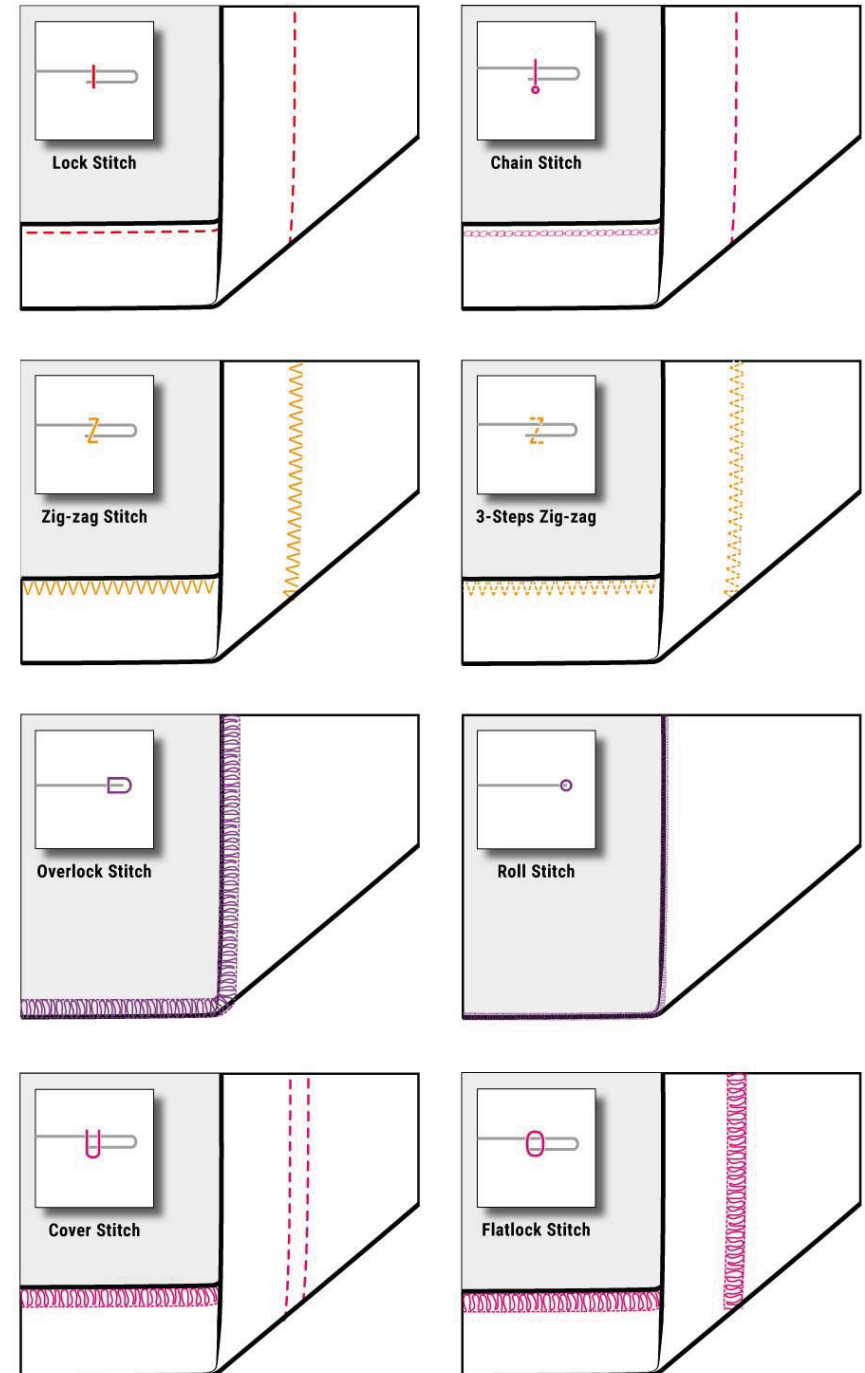 Lock Stitch
Chain Stitch
Zig-zag Stitch
3-Steps Zig-zag
Overlock Stitch
Roll Stitch
Cover Stitch
Flatlock Stitch